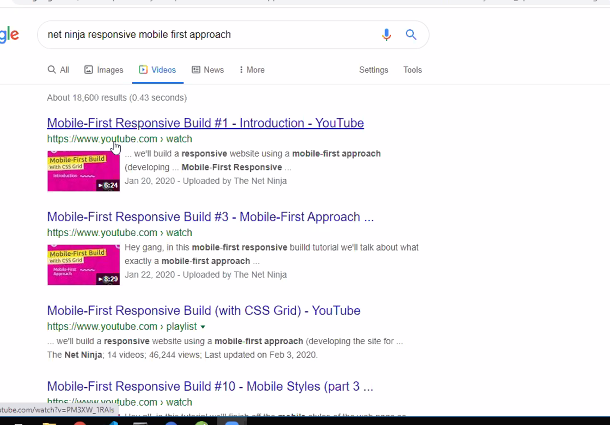 gle net ninja responsive mobile first approach
All Images Videos News More Settings Tools
About 18,600 results (0.43 seconds)
Mobile-First Responsive Build #1 - Introduction - YouTube
https://www.youtube.com › watch
... we'll build a responsive website using a mobile-first approach
(developing ... Mobile-First Responsive ...
Jan 20, 2020 - Uploaded by The Net Ninja
Mobile-First Build
with CSS Grid
Introduction
6:24
Mobile-First Responsive Build #3 - Mobile-First Approach ...
https://www.youtube.com › watch
Hey gang, in this mobile-first responsive builld tutorial we'll talk about what
exactly a mobile-first approach ...
Jan 22, 2020 - Uploaded by The Net Ninja
Mobile-First Build
with CSS Grid
Mobile-First
Approach
8:29
Mobile-First Responsive Build (with CSS Grid) - YouTube
https://www.youtube.com › playlist
... we'll build a responsive website using a mobile-first approach (developing the site for ...
The Net Ninja; 14 videos; 46,244 views; Last updated on Feb 3, 2020.
Mobile-First Responsive Build #10 - Mobile Styles (part 3 ...
https://www.youtube.com › watch